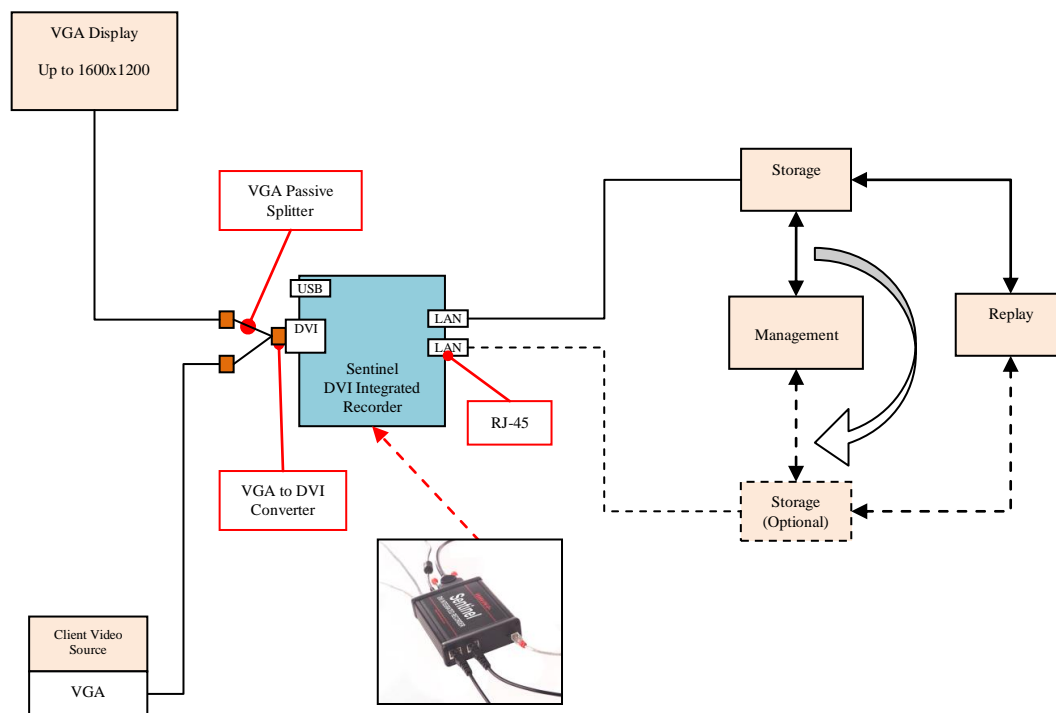 VGA Display
Up to 1600x1200
VGA Passive
Splitter
Storage
USB
DVI
LAN
LAN
Sentinel
DVI Integrated
Recorder
Management
Replay
RJ-45
VGA to DVI
Converter
Storage
(Optional)
Sentinel
Client Video
Source
VGA